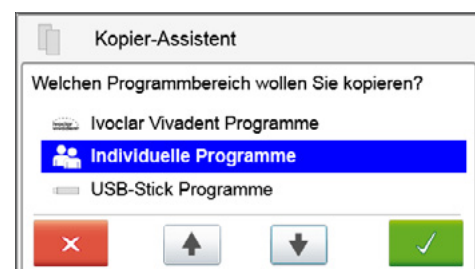 Kopier-Assistent
Welchen Programmbereich wollen Sie kopieren?
Ivoclar Vivadent Programme
Individuelle Programme
USB-Stick Programme